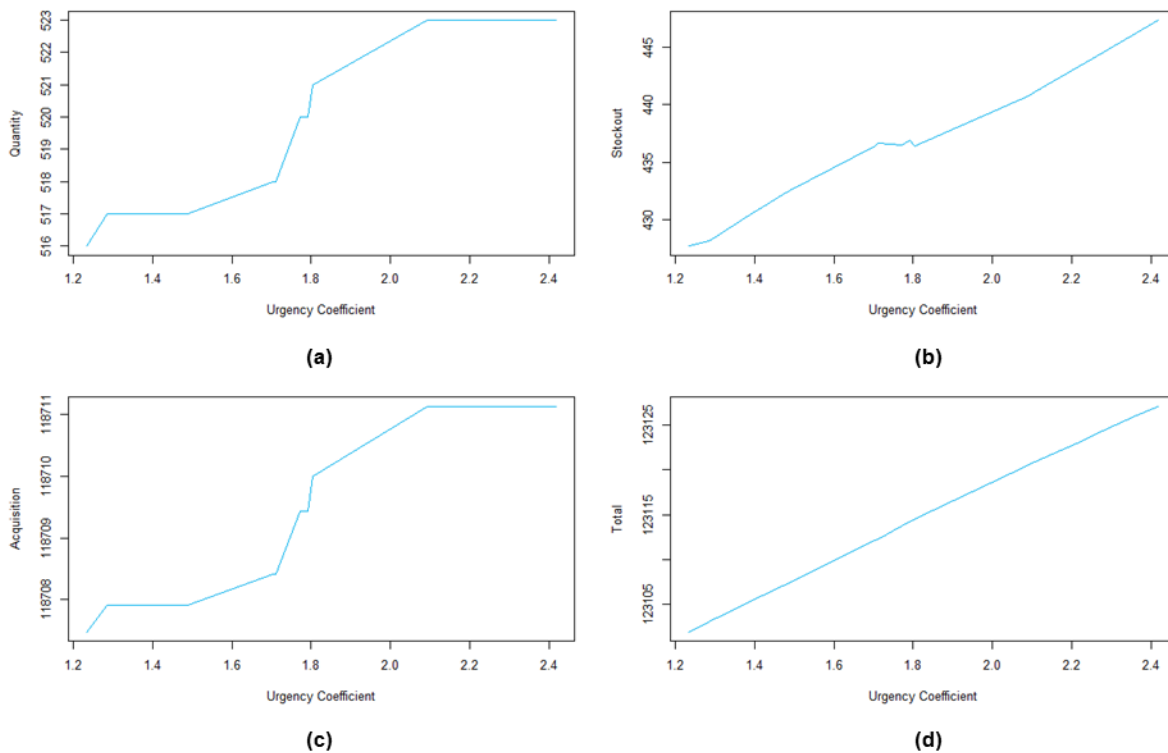 523
522
521
520
519
518
517
516
Quantity
1.2 1.4 1.6 1.8 2.0 2.2 2.4
Urgency Coefficient
(a)
445
440
435
430
Stockout
1.2 1.4 1.6 1.8 2.0 2.2 2.4
Urgency Coefficient
(b)
118711
118710
118709
118708
Acquisition
1.2 1.4 1.6 1.8 2.0 2.2 2.4
Urgency Coefficient
(c)
123125
123115
123105
Total
1.2 1.4 1.6 1.8 2.0 2.2 2.4
Urgency Coefficient
(d)